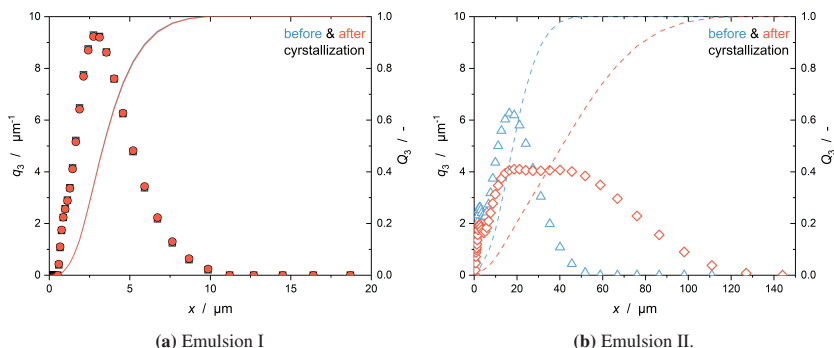 before & after
cyrstallization
q3 / µm-1
10
8
6
4
2
0
1.0
0.8
0.6
0.4
0.2
0.0
Q3 / -
0 5 10 15 20
x / µm
(a) Emulsion I
before & after
cyrstallization
q3 / µm-1
10
8
6
4
2
0
1.0
0.8
0.6
0.4
0.2
0.0
Q3 / -
0 20 40 60 80 100 120 140
x / µm
(b) Emulsion II.